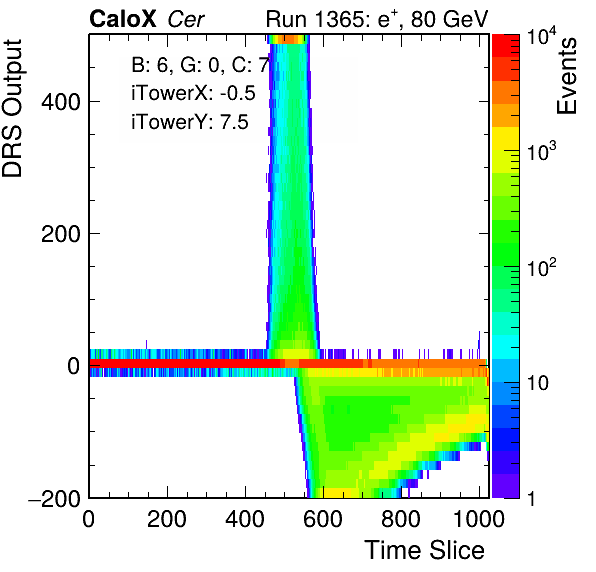 CaloX Cer Run 1365: e⁺, 80 GeV
B: 6, G: 0, C: 7
iTowerX: -0.5
iTowerY: 7.5
DRS Output
400
200
0
−200
0 200 400 600 800 1000
Time Slice
Events
10⁴
10³
10²
10
1